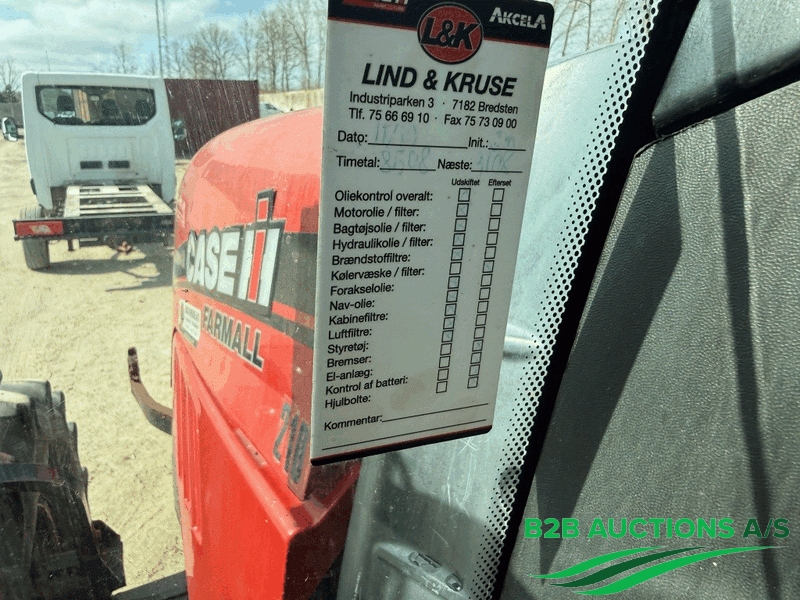 L&K
AKCELA
LIND & KRUSE
Industriparken 3 · 7182 Bredsten
Tlf. 75 66 69 10 · Fax 75 73 09 00
Dato: Init.:
Timetal: Næste:
Udskiftet Efterset
Oliekontrol overalt:
Motorolie / filter:
Bagtøjsolie / filter:
Hydraulikolie / filter:
Brændstoffiltre:
Kølervæske / filter:
Forakselolie:
Nav-olie:
Kabinefiltre:
Luftfiltre:
Styretøj:
Bremser:
El-anlæg:
Kontrol af batteri:
Hjulbolte:
Kommentar:
CASE IH
FARMALL
B2B AUCTIONS A/S